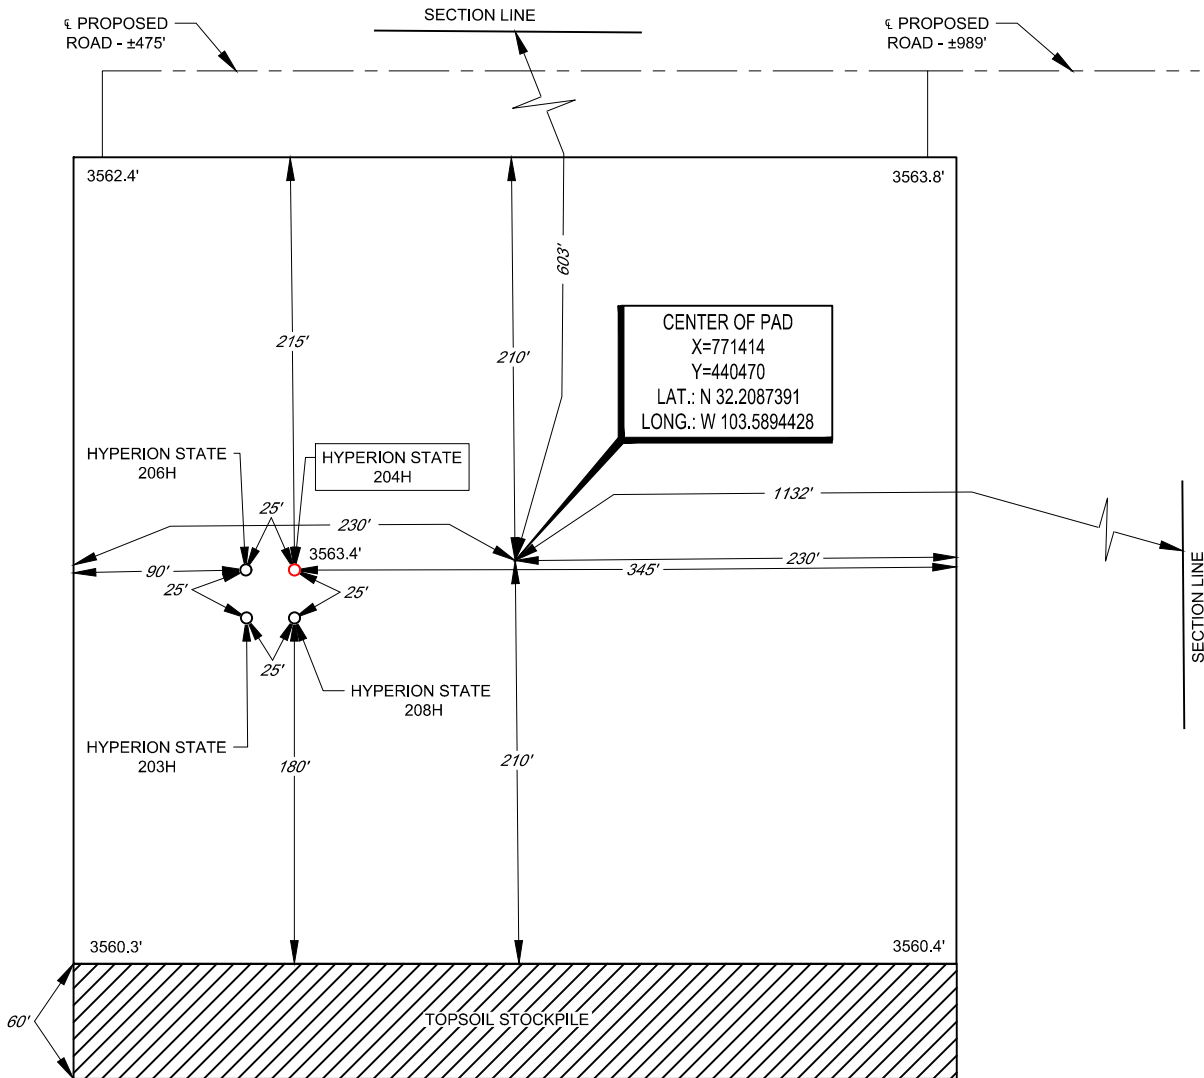 SECTION LINE
℄ PROPOSED
ROAD - ±475'
℄ PROPOSED
ROAD - ±989'
3562.4'
3563.8'
603'
215'
210'
CENTER OF PAD
X=771414
Y=440470
LAT.: N 32.2087391
LONG.: W 103.5894428
HYPERION STATE
206H
HYPERION STATE
204H
25'
230'
1132'
3563.4'
90'
345'
230'
25'
25'
SECTION LINE
25'
HYPERION STATE
208H
HYPERION STATE
203H
180'
210'
3560.3'
3560.4'
60'
TOPSOIL STOCKPILE